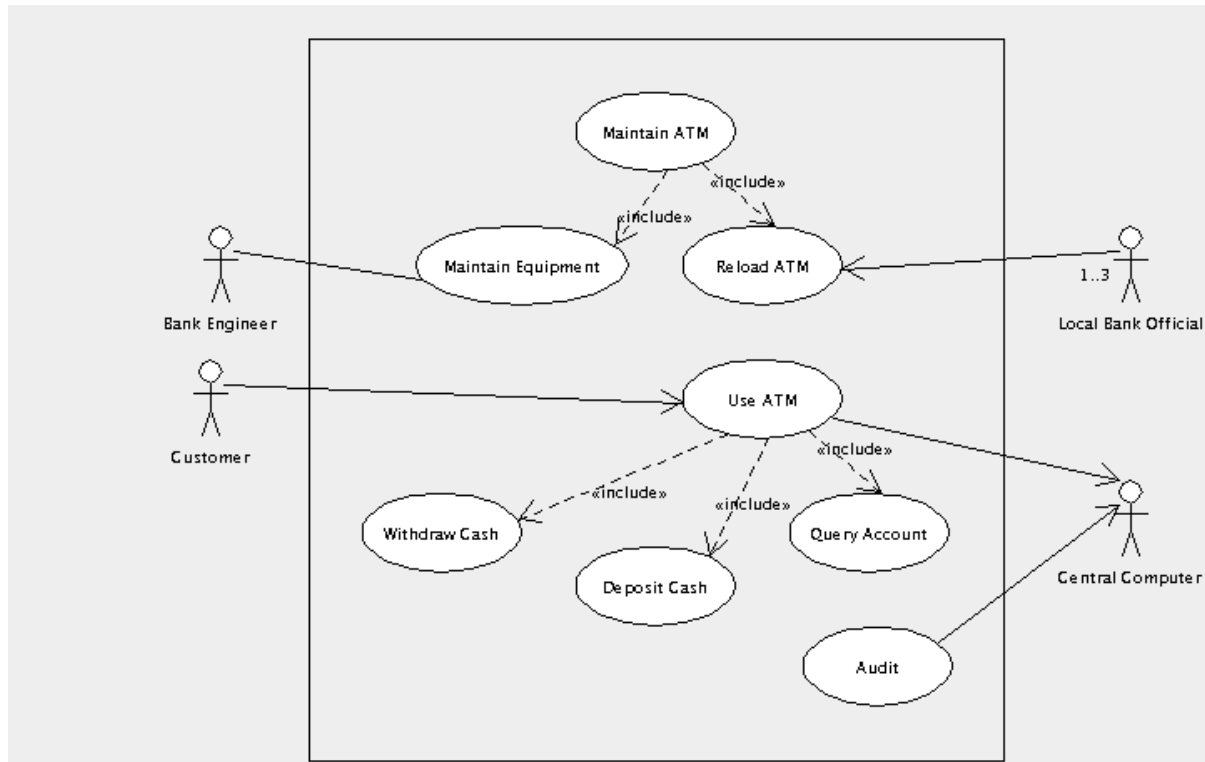 Maintain ATM
«include»
«include»
Maintain Equipment
Reload ATM
1..3
Bank Engineer
Local Bank Official
Use ATM
Customer
«include»
«include»
«include»
Withdraw Cash
Query Account
Central Computer
Deposit Cash
Audit